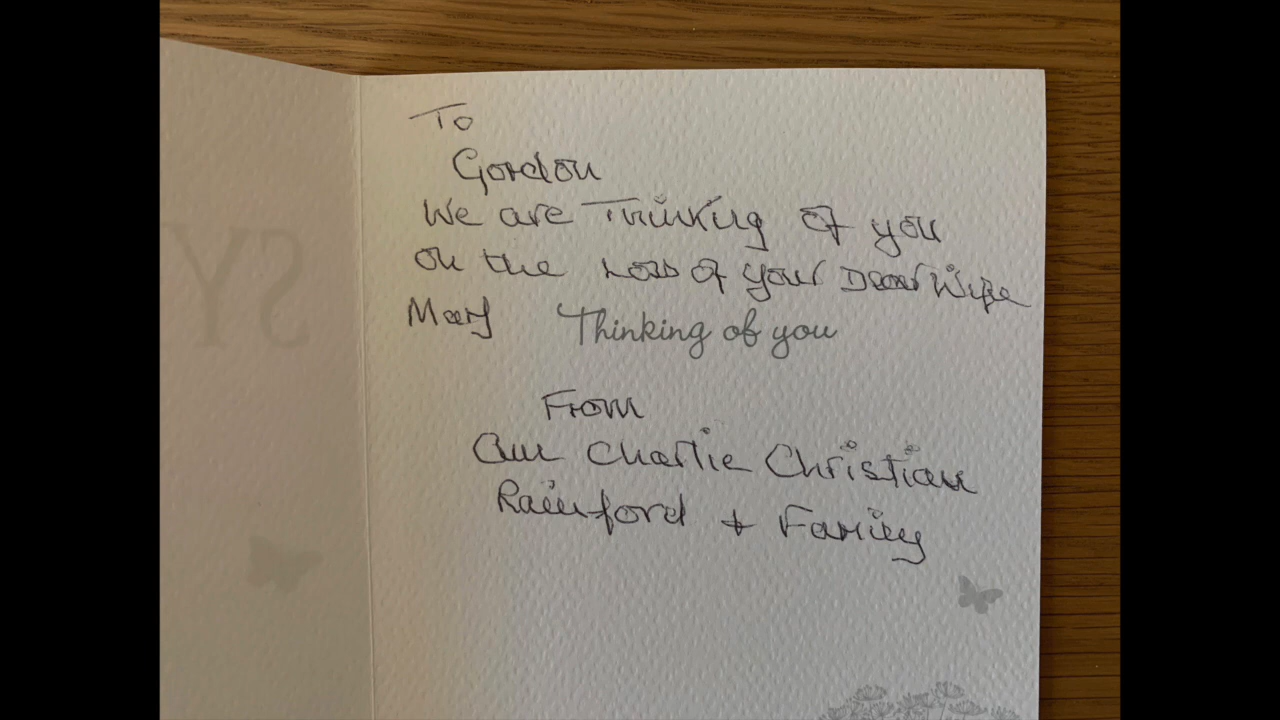 To
Gordon
We are Thinking of you
on the Loss of your Dear Wife
Mary Thinking of you
From
Charlie Christian
Rainford + Family
SY